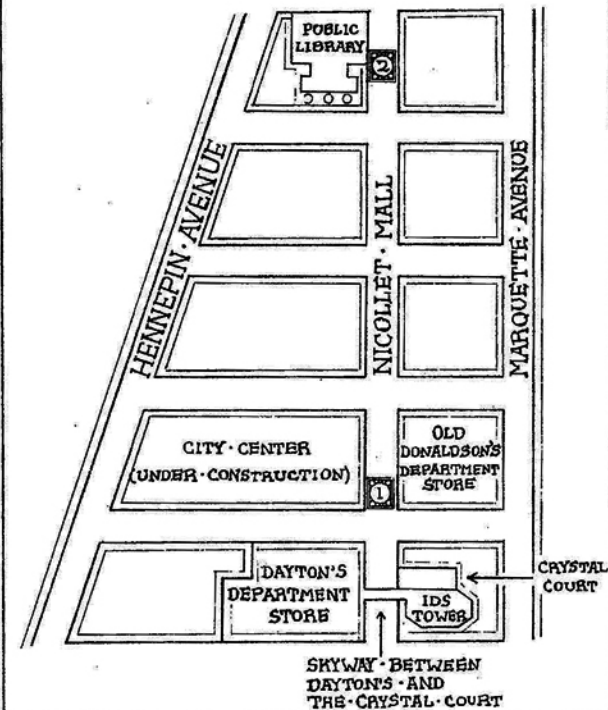 PUBLIC
LIBRARY
2
HENNEPIN·AVENUE
NICOLLET·MALL
MARQUETTE·AVENUE
CITY·CENTER
(UNDER·CONSTRUCTION)
OLD
DONALDSON'S
DEPARTMENT
STORE
1
DAYTON'S
DEPARTMENT
STORE
IDS
TOWER
CRYSTAL
COURT
SKYWAY·BETWEEN
DAYTON'S·AND
THE·CRYSTAL·COURT